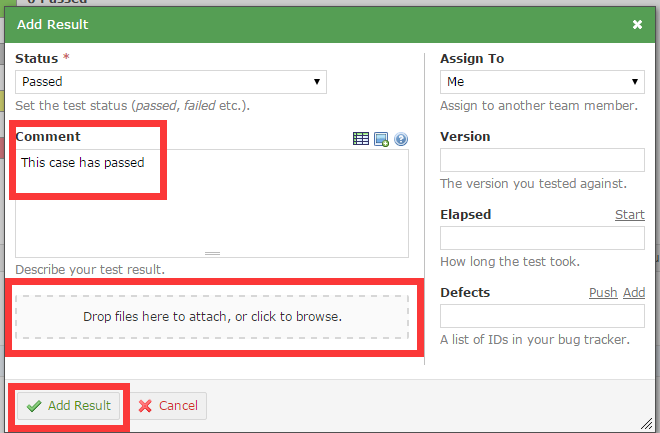 6 Passed
Add Result
Status *
Passed
Set the test status (passed, failed etc.).
Comment
This case has passed
Describe your test result.
Drop files here to attach, or click to browse.
Assign To
Me
Assign to another team member.
Version
The version you tested against.
Elapsed Start
How long the test took.
Defects Push Add
A list of IDs in your bug tracker.
Add Result
Cancel